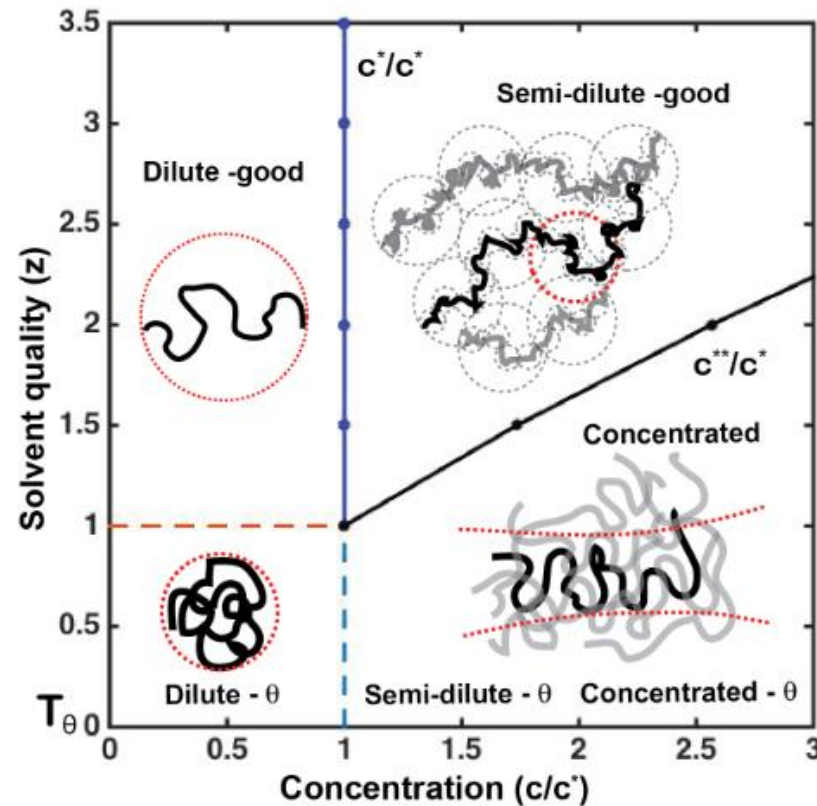 3.5
3
2.5
2
1.5
1
0.5
0
T_θ
Solvent quality (z)
c*/c*
Semi-dilute -good
Dilute -good
c**/c*
Concentrated
Dilute - θ
Semi-dilute - θ
Concentrated - θ
0
0.5
1
1.5
2
2.5
3
Concentration (c/c*)